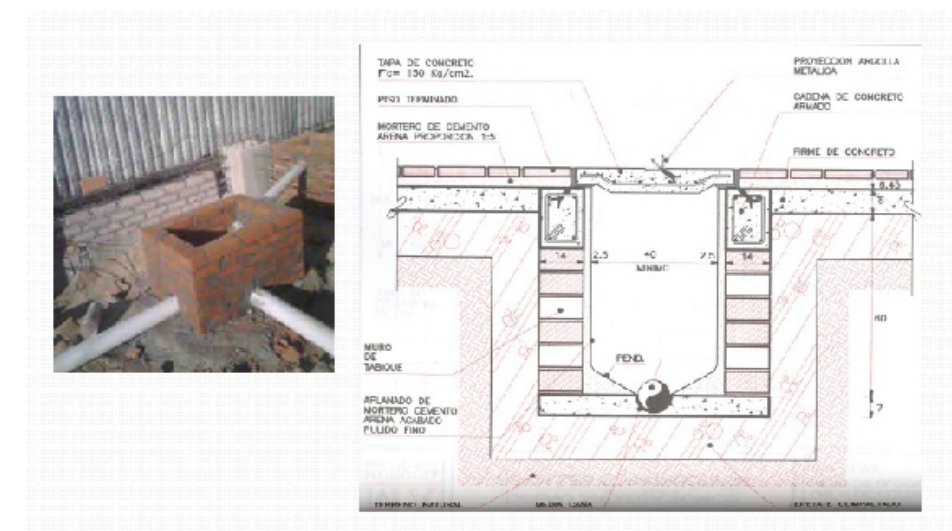 TAPA DE CONCRETO
F'c= 150 Kg/cm2.
PISO TERMINADO
MORTERO DE CEMENTO
ARENA PROPORCION 1:5
PROYECCION ARGOLLA
METALICA
CADENA DE CONCRETO
ARMADO
FIRME DE CONCRETO
14
2.5
40
MINIMO
2.5
14
60
MURO
DE
TABIQUE
PEND.
APLANADO DE
MORTERO CEMENTO
ARENA ACABADO
PULIDO FINO
7
TERRENO NATURAL
MEDIA CANA
COMPACTADO